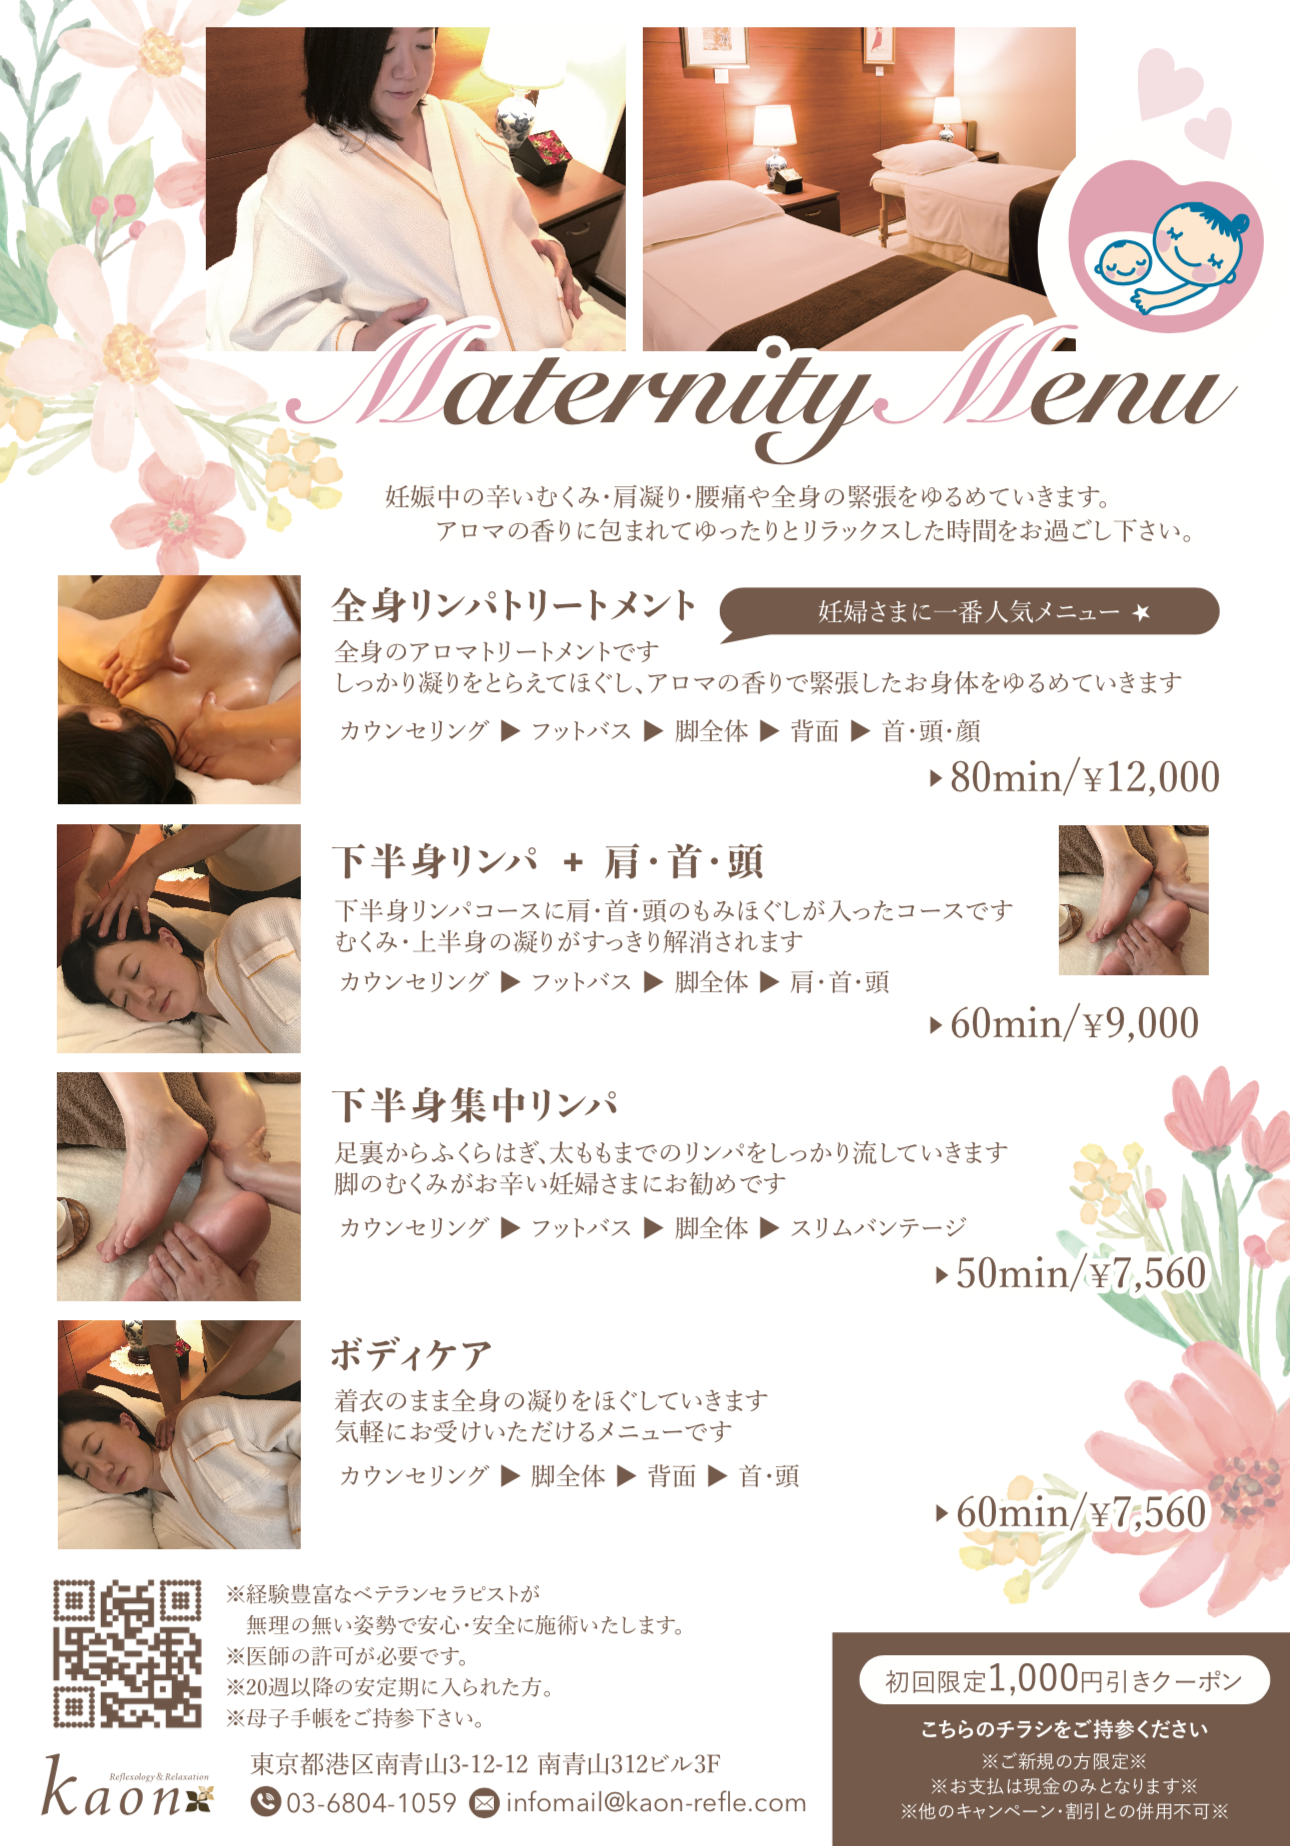 Maternity Menu
妊娠中の辛いむくみ・肩凝り・腰痛や全身の緊張をゆるめていきます。
アロマの香りに包まれてゆったりとリラックスした時間をお過ごし下さい。
全身リンパトリートメント
妊婦さまに一番人気メニュー ★
全身のアロマトリートメントです
しっかり凝りをとらえてほぐし、アロマの香りで緊張したお身体をゆるめていきます
カウンセリング ▶ フットバス ▶ 脚全体 ▶ 背面 ▶ 首・頭・顔
▶80min/¥12,000
下半身リンパ + 肩・首・頭
下半身リンパコースに肩・首・頭のもみほぐしが入ったコースです
むくみ・上半身の凝りがすっきり解消されます
カウンセリング ▶ フットバス ▶ 脚全体 ▶ 肩・首・頭
▶60min/¥9,000
下半身集中リンパ
足裏からふくらはぎ、太ももまでのリンパをしっかり流していきます
脚のむくみがお辛い妊婦さまにお勧めです
カウンセリング ▶ フットバス ▶ 脚全体 ▶ スリムバンテージ
▶50min/¥7,560
ボディケア
着衣のまま全身の凝りをほぐしていきます
気軽にお受けいただけるメニューです
カウンセリング ▶ 脚全体 ▶ 背面 ▶ 首・頭
▶60min/¥7,560
※経験豊富なベテランセラピストが
無理の無い姿勢で安心・安全に施術いたします。
※医師の許可が必要です。
※20週以降の安定期に入られた方。
※母子手帳をご持参下さい。
Reflexology & Relaxation
kaon
東京都港区南青山3-12-12 南青山312ビル3F
03-6804-1059 infomail@kaon-refle.com
初回限定1,000円引きクーポン
こちらのチラシをご持参ください
※ご新規の方限定※
※お支払は現金のみとなります※
※他のキャンペーン・割引との併用不可※